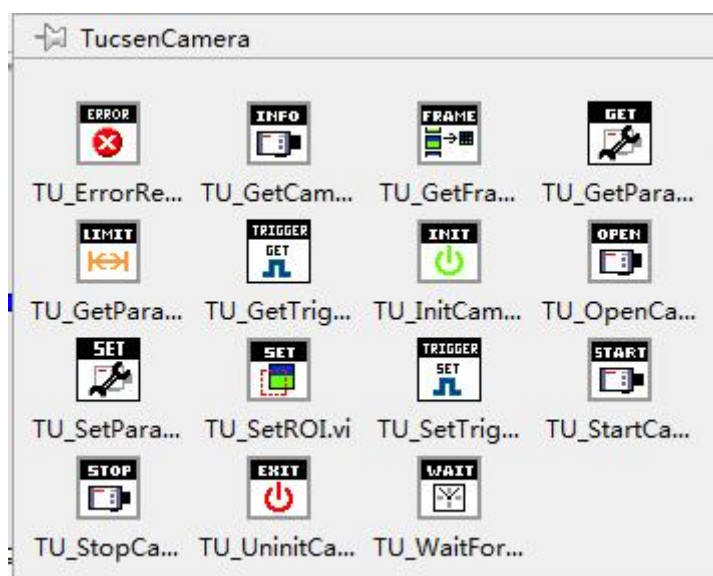 TucsenCamera
ERROR INFO FRAME GET
TU_ErrorRe... TU_GetCam... TU_GetFra... TU_GetPara...
LIMIT TRIGGER GET INIT OPEN
TU_GetPara... TU_GetTrig... TU_InitCam... TU_OpenCa...
SET SET TRIGGER SET START
TU_SetPara... TU_SetROI.vi TU_SetTrig... TU_StartCa...
STOP EXIT WAIT
TU_StopCa... TU_UninitCa... TU_WaitFor...